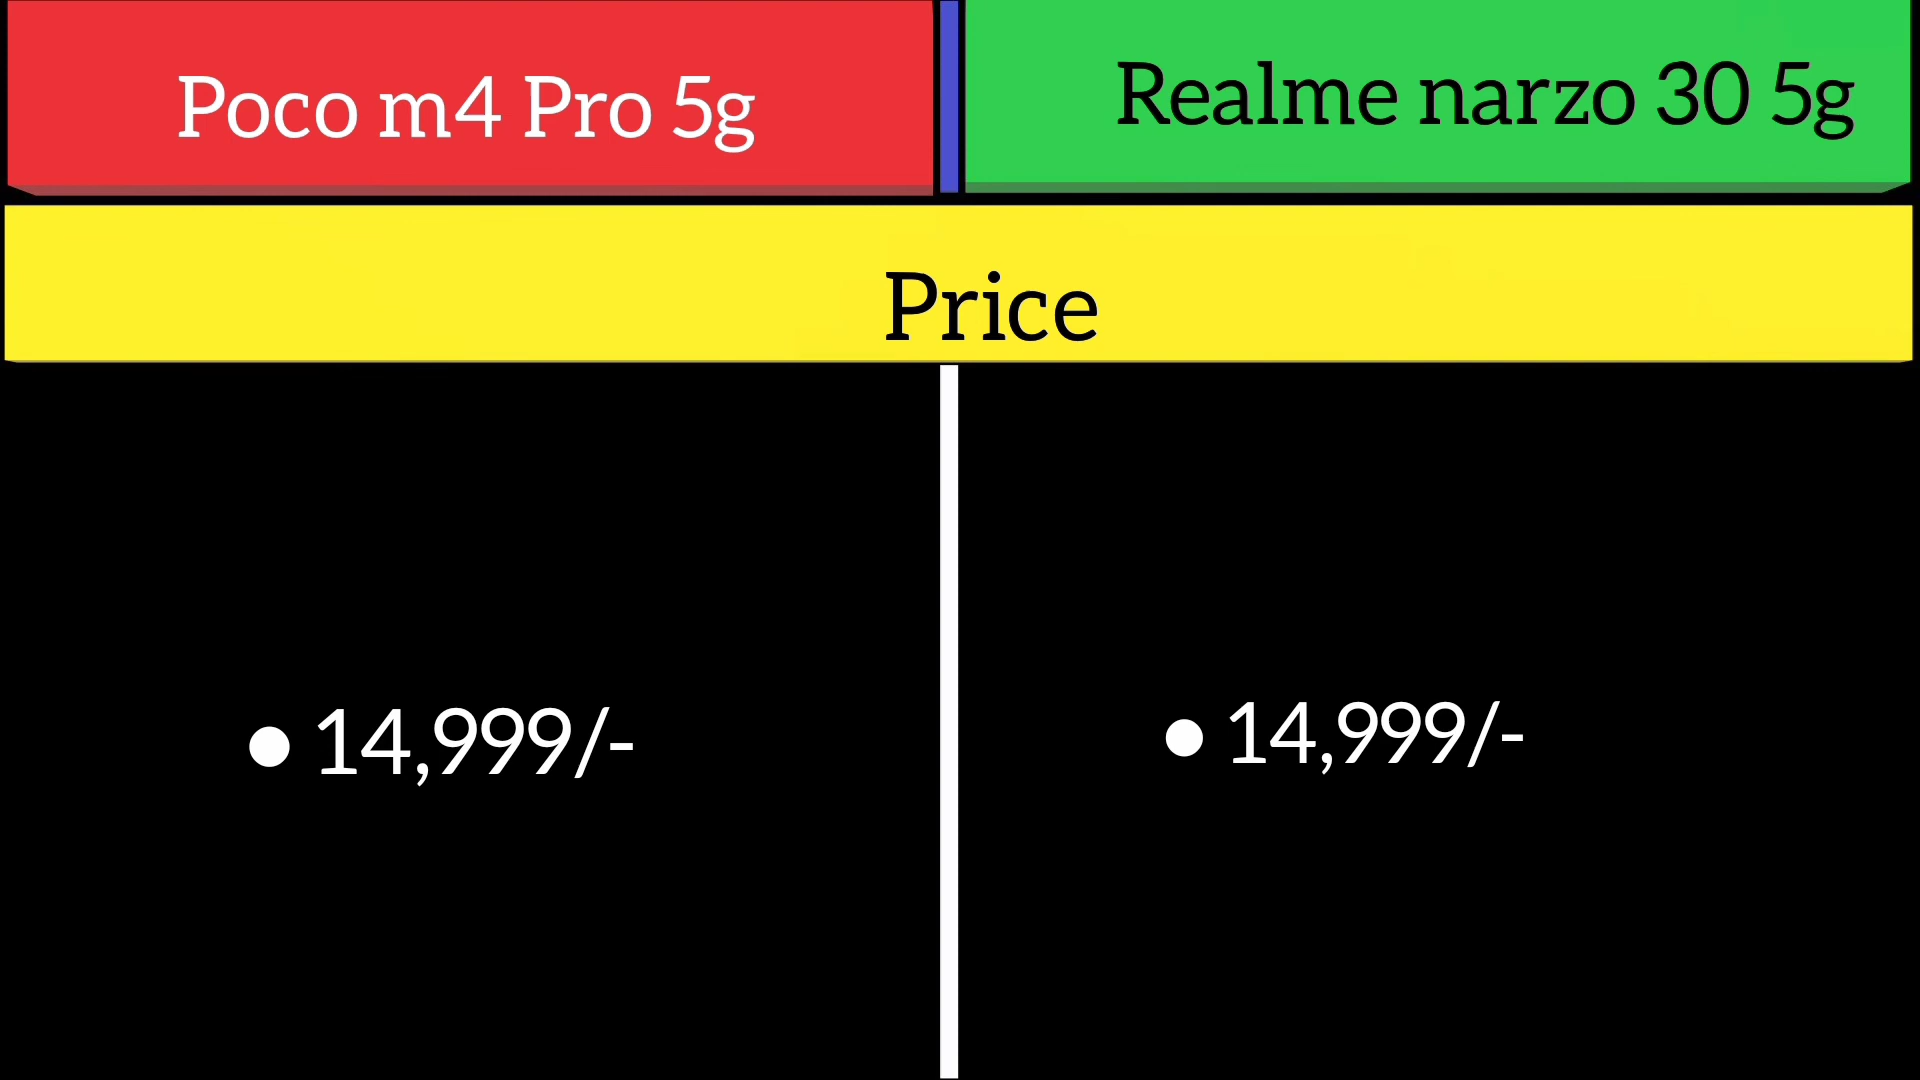 Poco m4 Pro 5g
Realme narzo 30 5g
Price
• 14,999/-
• 14,999/-